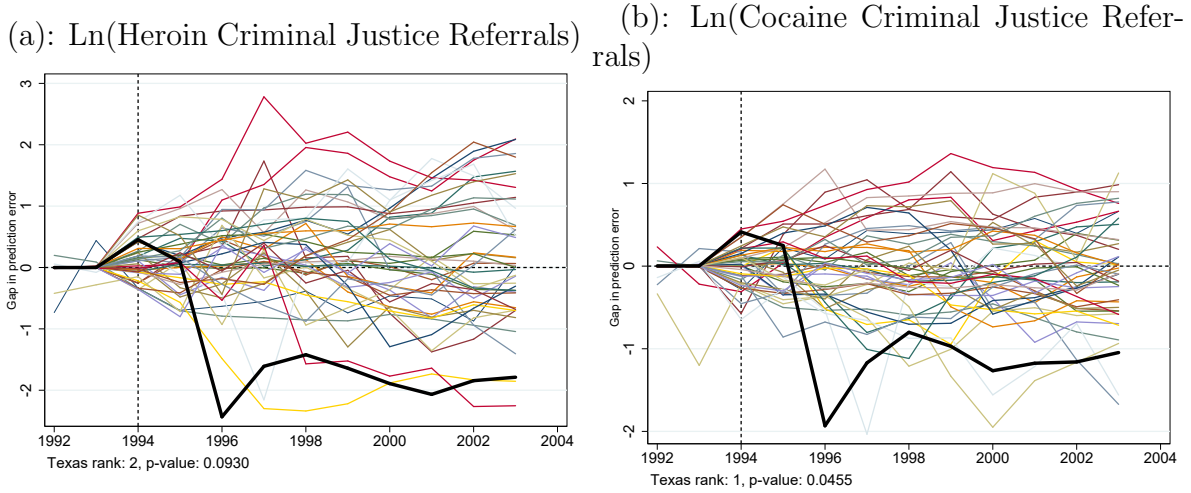 (a): Ln(Heroin Criminal Justice Referrals)
Gap in prediction error
3
2
1
0
-1
-2
1992 1994 1996 1998 2000 2002 2004
Texas rank: 2, p-value: 0.0930
(b): Ln(Cocaine Criminal Justice Refer-
rals)
Gap in prediction error
2
1
0
-1
-2
1992 1994 1996 1998 2000 2002 2004
Texas rank: 1, p-value: 0.0455